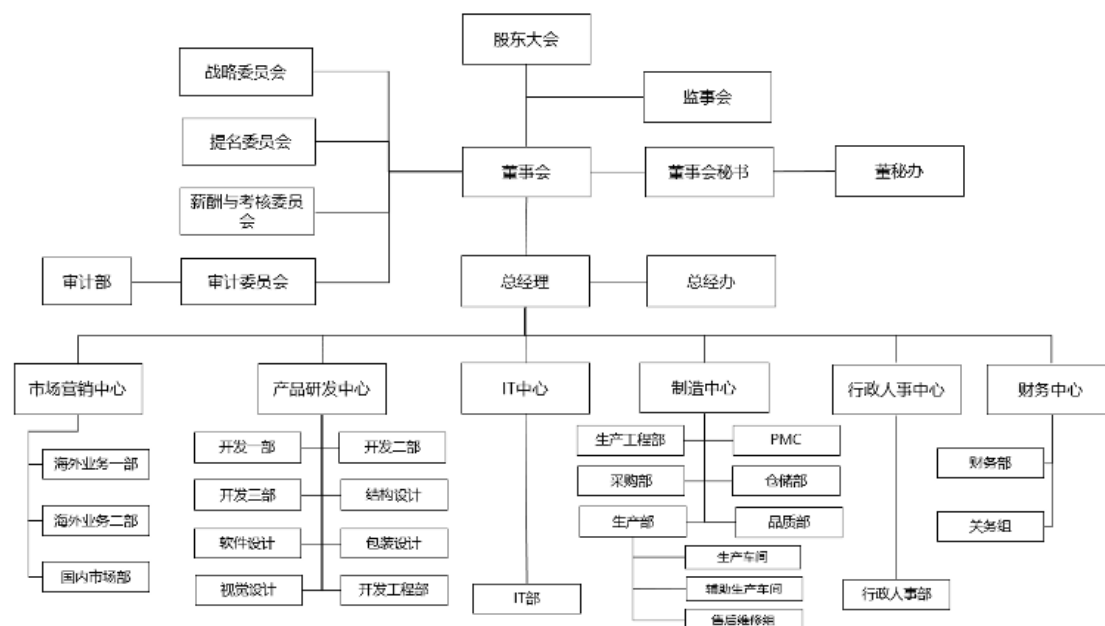 股东大会
战略委员会
监事会
提名委员会
董事会
董事会秘书
董秘办
薪酬与考核委员
会
审计部
审计委员会
总经理
总经办
市场营销中心
产品研发中心
IT中心
制造中心
行政人事中心
财务中心
开发一部
开发二部
生产工程部
PMC
海外业务一部
财务部
开发三部
结构设计
采购部
仓储部
海外业务二部
生产部
品质部
关务组
软件设计
包装设计
生产车间
国内市场部
视觉设计
开发工程部
IT部
辅助生产车间
行政人事部
售后维修组